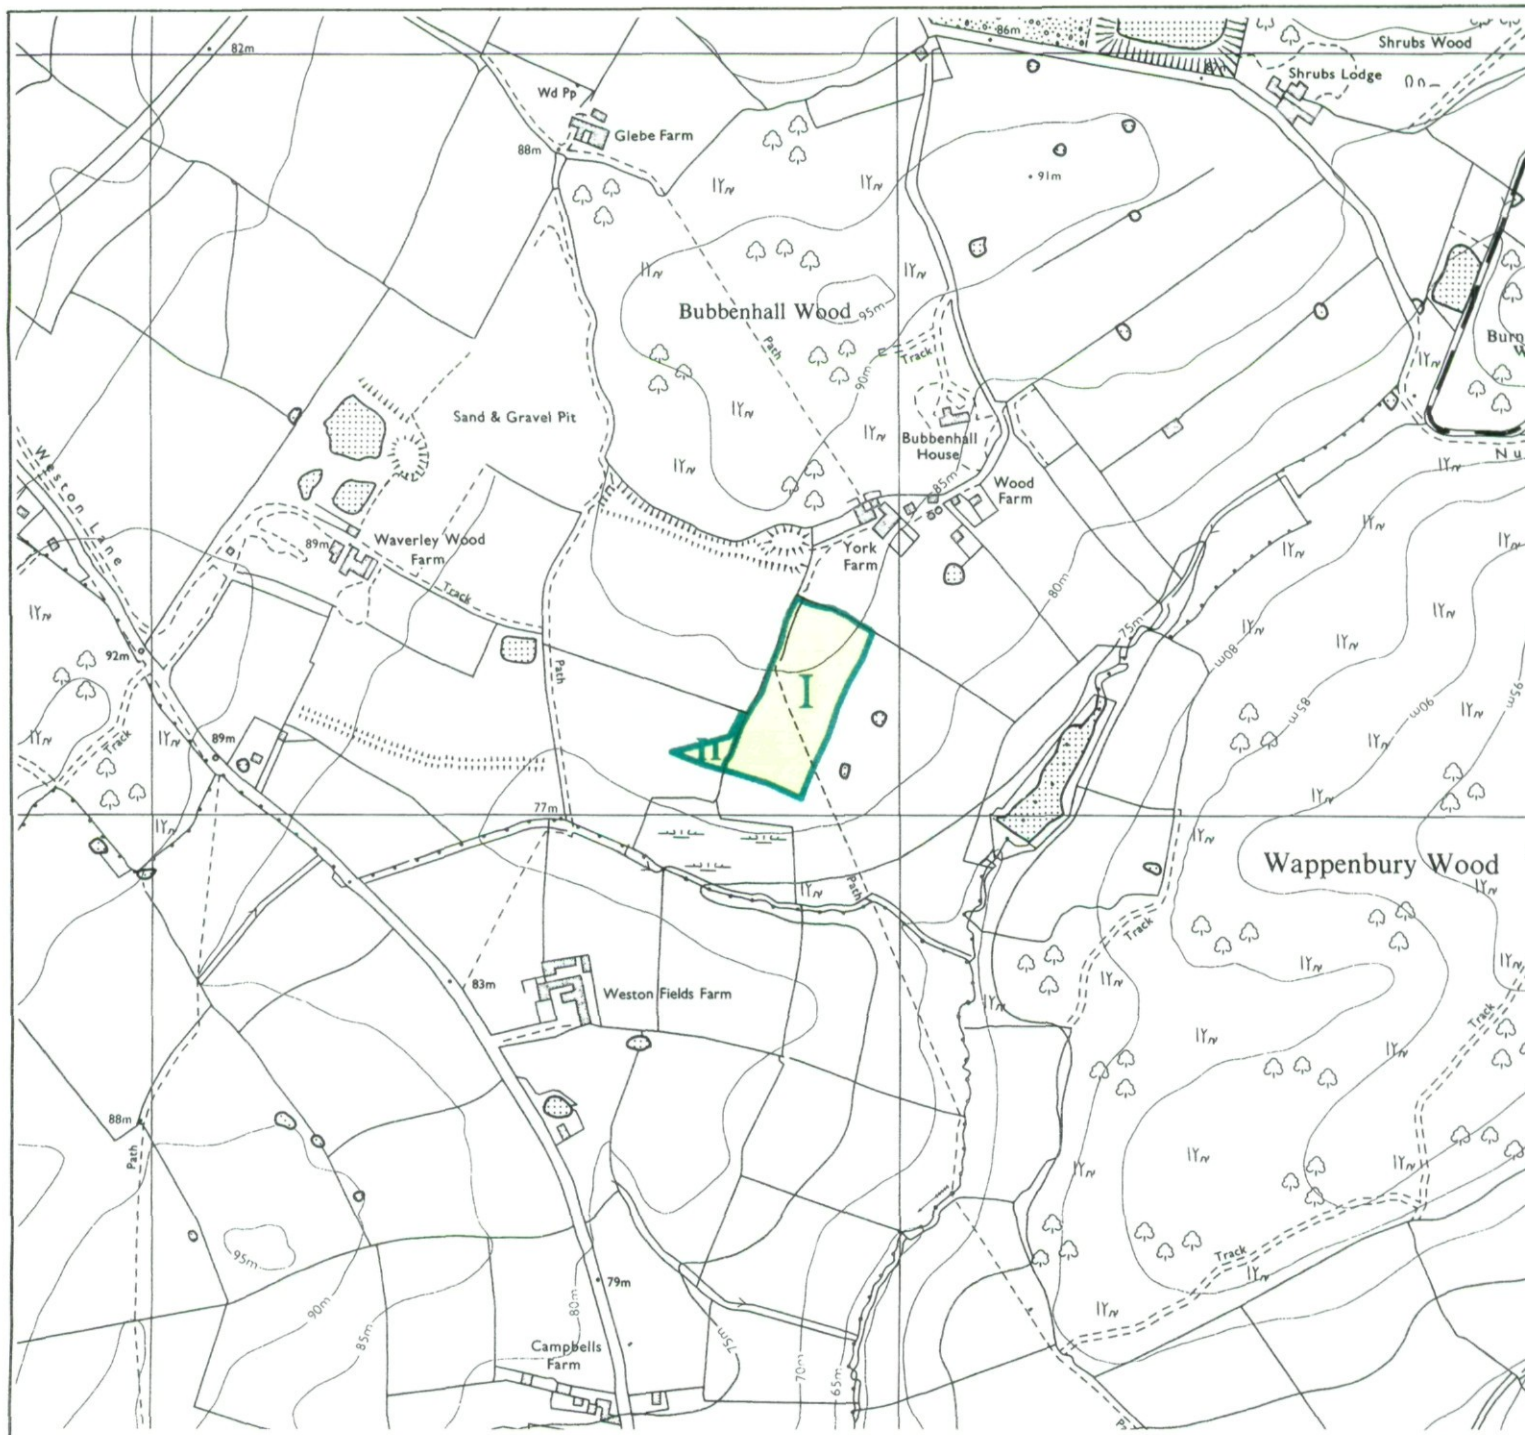 82m
86m
Shrubs Wood
Shrubs Lodge
Wd Pp
Glebe Farm
88m
91m
Bubbenhall Wood
95m
Path
Track
90m
Sand & Gravel Pit
Bubbenhall
House
85m
Wood
Farm
Weston Lane
Waverley Wood
Farm
89m
Track
York
Farm
80m
75m
80m
85m
90m
95m
92m
Path
I
II
Track
89m
77m
Path
Wappenbury Wood
Track
83m
Weston Fields Farm
Track
88m
Path
95m
90m
85m
80m
79m
75m
70m
65m
Track
Campbells
Farm